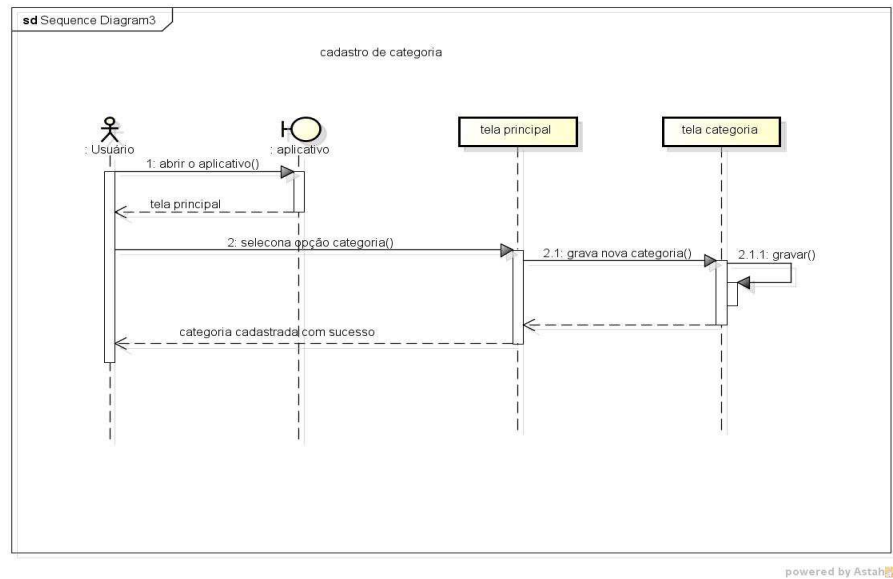 sd Sequence Diagram3
cadastro de categoria
tela principal
tela categoria
: Usuário
: aplicativo
1: abrir o aplicativo()
tela principal
2: selecona opção categoria()
2.1: grava nova categoria()
2.1.1: gravar()
categoria cadastrada com sucesso
powered by Astah